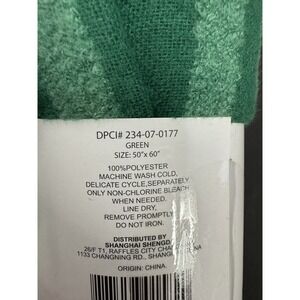 DPCI# 234-07-0177
GREEN
SIZE: 50"x 60"
100%POLYESTER
MACHINE WASH COLD,
DELICATE CYCLE,SEPARATELY
ONLY NON-CHLORINE BLEACH
WHEN NEEDED.
LINE DRY,
REMOVE PROMPTLY
DO NOT IRON.
DISTRIBUTED BY
SHANGHAI SHENGD
26/F T1, RAFFLES CITY CHA
1133 CHANGNING RD., SHANG
ORIGIN: CHINA